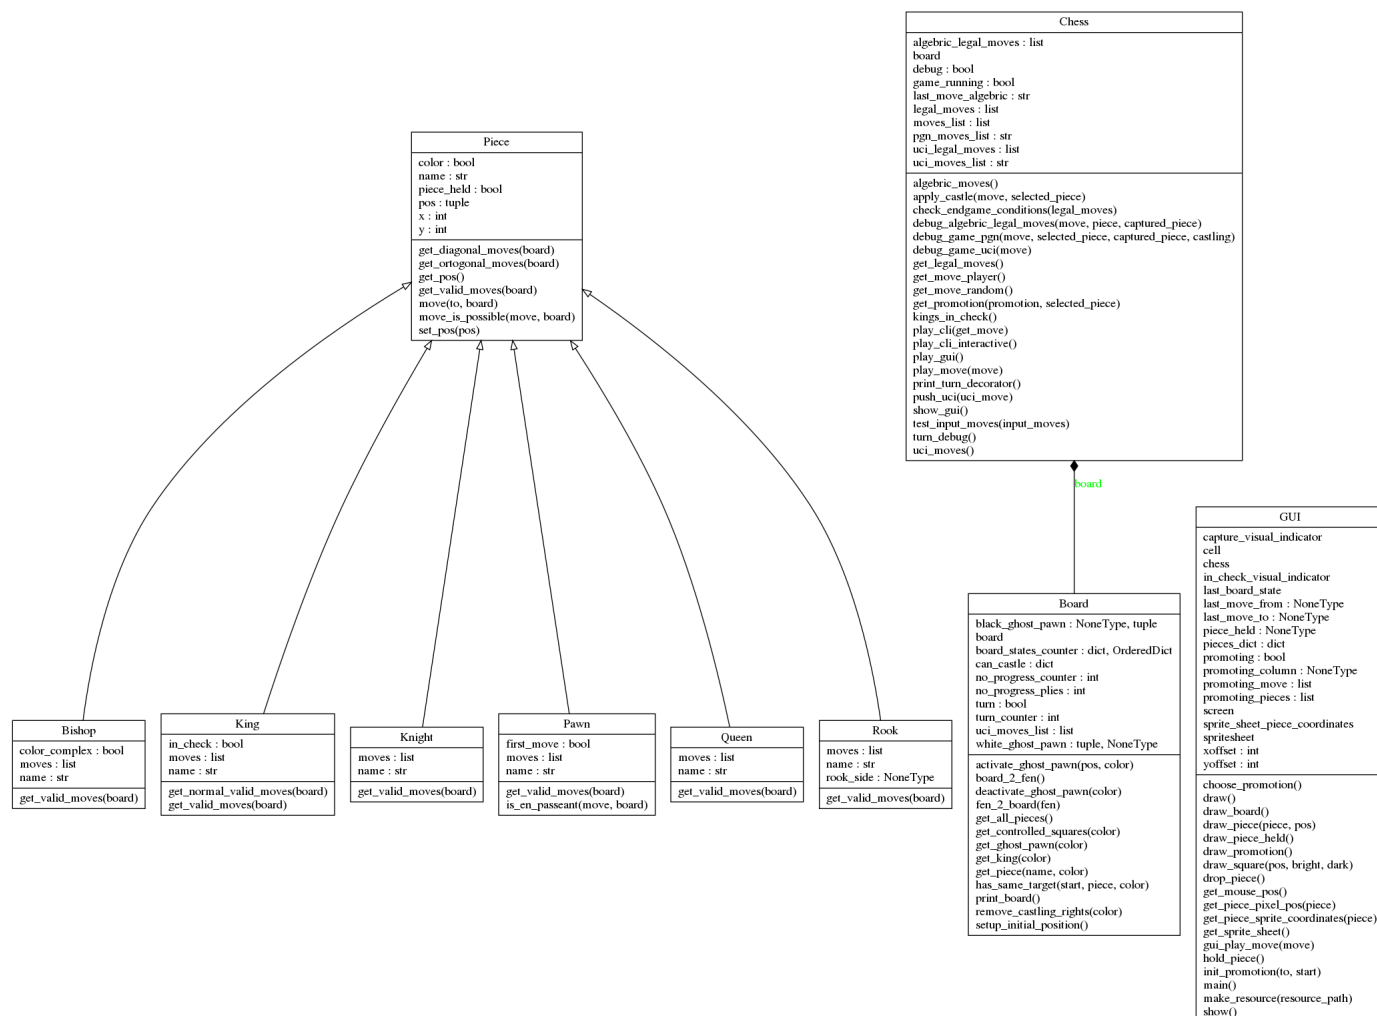 Chess
algebric_legal_moves : list
board
debug : bool
game_running : bool
last_move_algebric : str
legal_moves : list
moves_list : list
pgn_moves_list : str
uci_legal_moves : list
uci_moves_list : str
algebric_moves()
apply_castle(move, selected_piece)
check_endgame_conditions(legal_moves)
debug_algebric_legal_moves(move, piece, captured_piece)
debug_game_pgn(move, selected_piece, captured_piece, castling)
debug_game_uci(move)
get_legal_moves()
get_move_player()
get_move_random()
get_promotion(promotion, selected_piece)
kings_in_check()
play_cli(get_move)
play_cli_interactive()
play_gui()
play_move(move)
print_turn_decorator()
push_uci(uci_move)
show_gui()
test_input_moves(input_moves)
turn_debug()
uci_moves()
Piece
color : bool
name : str
piece_held : bool
pos : tuple
x : int
y : int
get_diagonal_moves(board)
get_ortogonal_moves(board)
get_pos()
get_valid_moves(board)
move(to, board)
move_is_possible(move, board)
set_pos(pos)
board
Bishop
color_complex : bool
moves : list
name : str
get_valid_moves(board)
King
in_check : bool
moves : list
name : str
get_normal_valid_moves(board)
get_valid_moves(board)
Knight
moves : list
name : str
get_valid_moves(board)
Pawn
first_move : bool
moves : list
name : str
get_valid_moves(board)
is_en_passeant(move, board)
Queen
moves : list
name : str
get_valid_moves(board)
Rook
moves : list
name : str
rook_side : NoneType
get_valid_moves(board)
Board
black_ghost_pawn : NoneType, tuple
board
board_states_counter : dict, OrderedDict
can_castle : dict
no_progress_counter : int
no_progress_plies : int
turn : bool
turn_counter : int
uci_moves_list : list
white_ghost_pawn : tuple, NoneType
activate_ghost_pawn(pos, color)
board_2_fen()
deactivate_ghost_pawn(color)
fen_2_board(fen)
get_all_pieces()
get_controlled_squares(color)
get_ghost_pawn(color)
get_king(color)
get_piece(name, color)
has_same_target(start, piece, color)
print_board()
remove_castling_rights(color)
setup_initial_position()
GUI
capture_visual_indicator
cell
chess
in_check_visual_indicator
last_board_state
last_move_from : NoneType
last_move_to : NoneType
piece_held : NoneType
pieces_dict : dict
promoting : bool
promoting_column : NoneType
promoting_move : list
promoting_pieces : list
screen
sprite_sheet_piece_coordinates
spritesheet
xoffset : int
yoffset : int
choose_promotion()
draw()
draw_board()
draw_piece(piece, pos)
draw_piece_held()
draw_promotion()
draw_square(pos, bright, dark)
drop_piece()
get_mouse_pos()
get_piece_pixel_pos(piece)
get_piece_sprite_coordinates(piece)
get_sprite_sheet()
gui_play_move(move)
hold_piece()
init_promotion(to, start)
main()
make_resource(resource_path)
show()